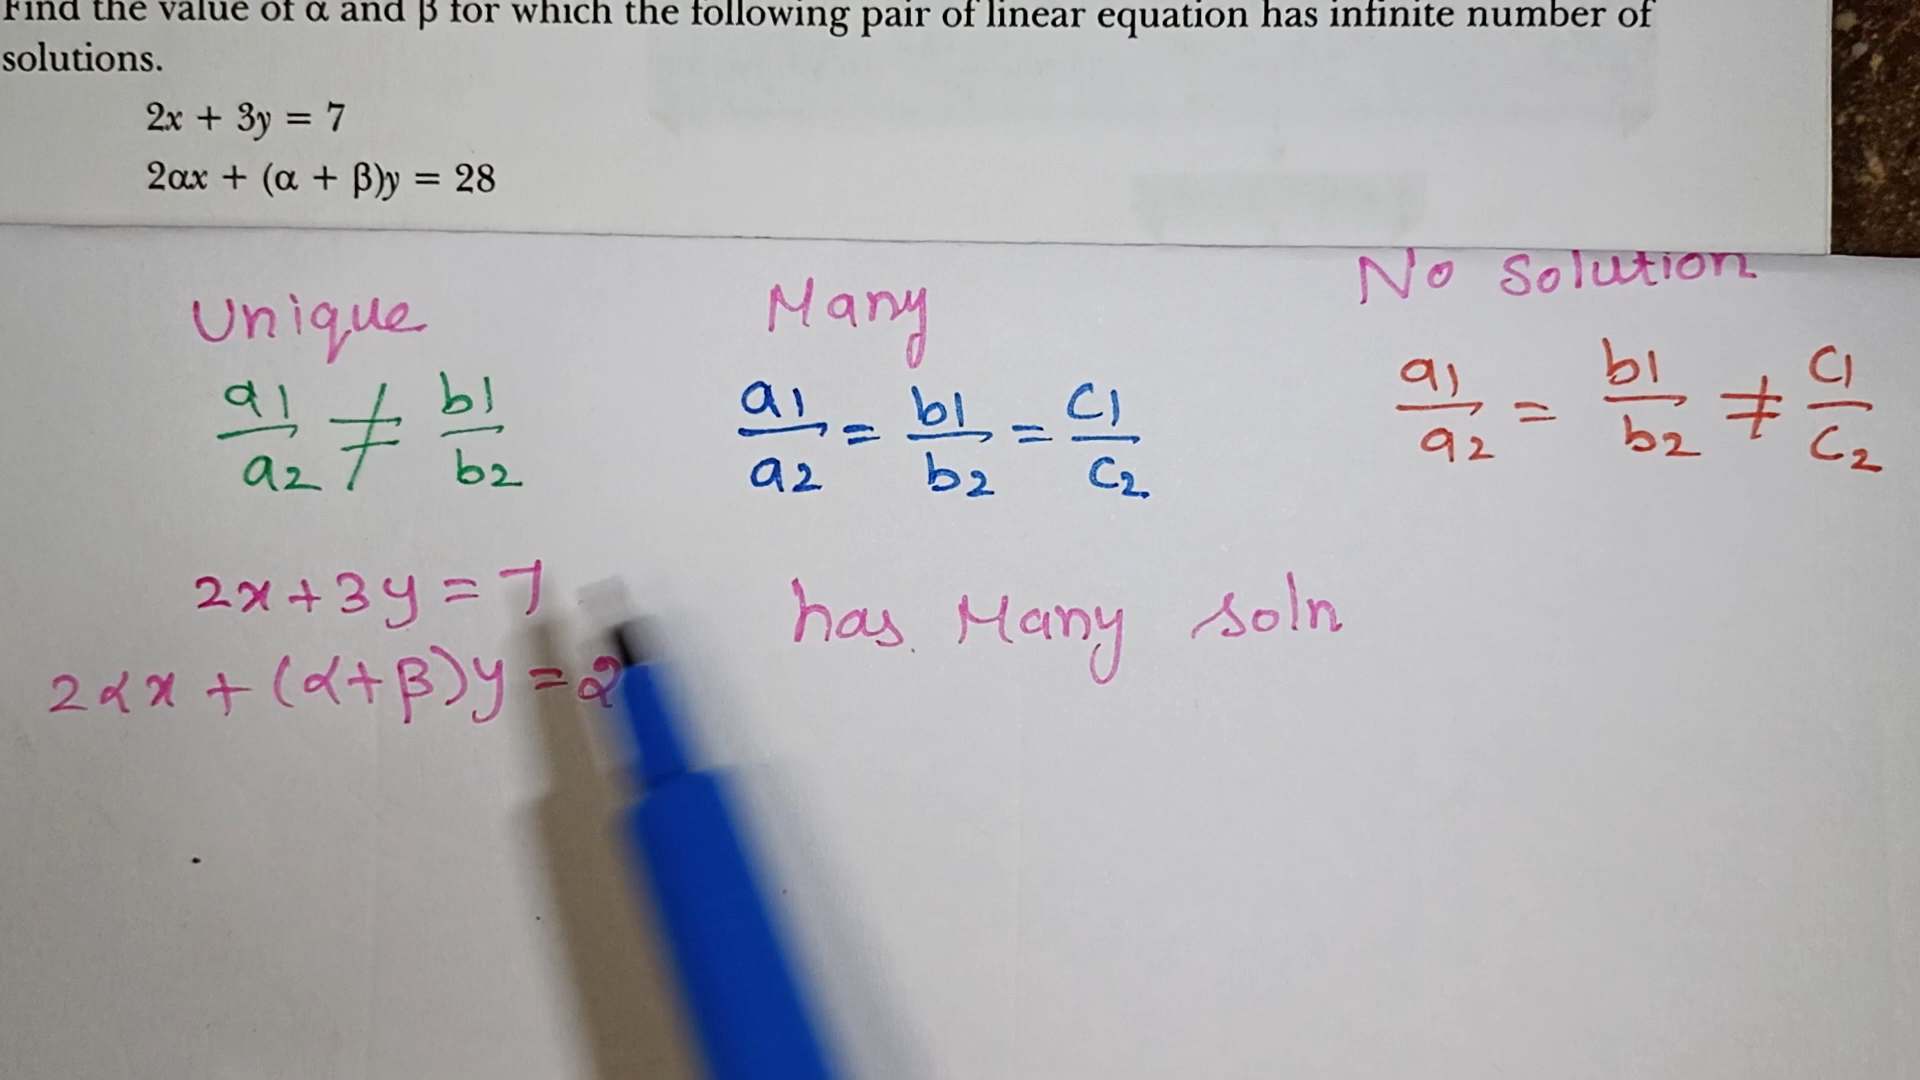 Find the value of α and β for which the following pair of linear equation has infinite number of
solutions.
2x + 3y = 7
2αx + (α + β)y = 28
Unique
a1/a2 ≠ b1/b2
Many
a1/a2 = b1/b2 = c1/c2
No Solution
a1/a2 = b1/b2 ≠ c1/c2
2x + 3y = 7
2αx + (α+β)y = 2
has Many soln